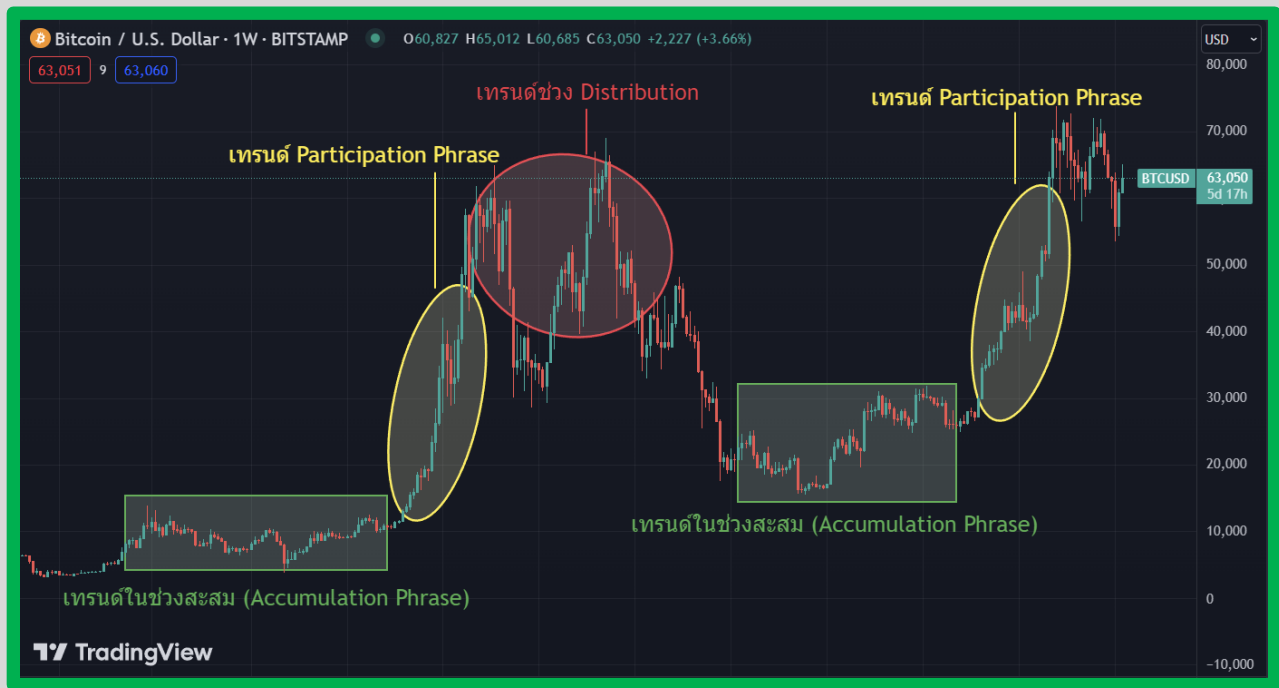 Bitcoin / U.S. Dollar · 1W · BITSTAMP O60,827 H65,012 L60,685 C63,050 +2,227 (+3.66%)
USD
63,051 9 63,060
80,000
เทรนด์ช่วง Distribution
เทรนด์ Participation Phrase
70,000
เทรนด์ Participation Phrase
BTCUSD 63,050
5d 17h
50,000
40,000
30,000
20,000
เทรนด์ในช่วงสะสม (Accumulation Phrase)
10,000
เทรนด์ในช่วงสะสม (Accumulation Phrase)
0
TradingView
−10,000